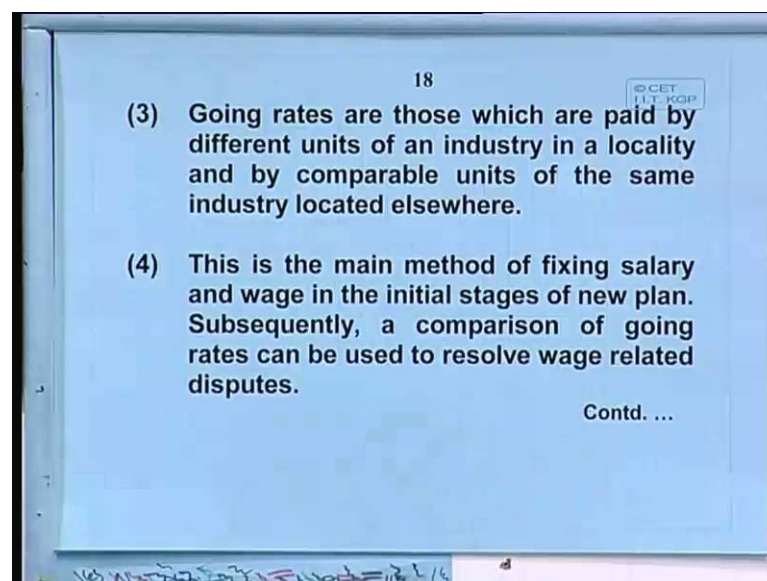 18
© CET
I.I.T. KGP
(3) Going rates are those which are paid by
different units of an industry in a locality
and by comparable units of the same
industry located elsewhere.
(4) This is the main method of fixing salary
and wage in the initial stages of new plan.
Subsequently, a comparison of going
rates can be used to resolve wage related
disputes.
Contd. ...